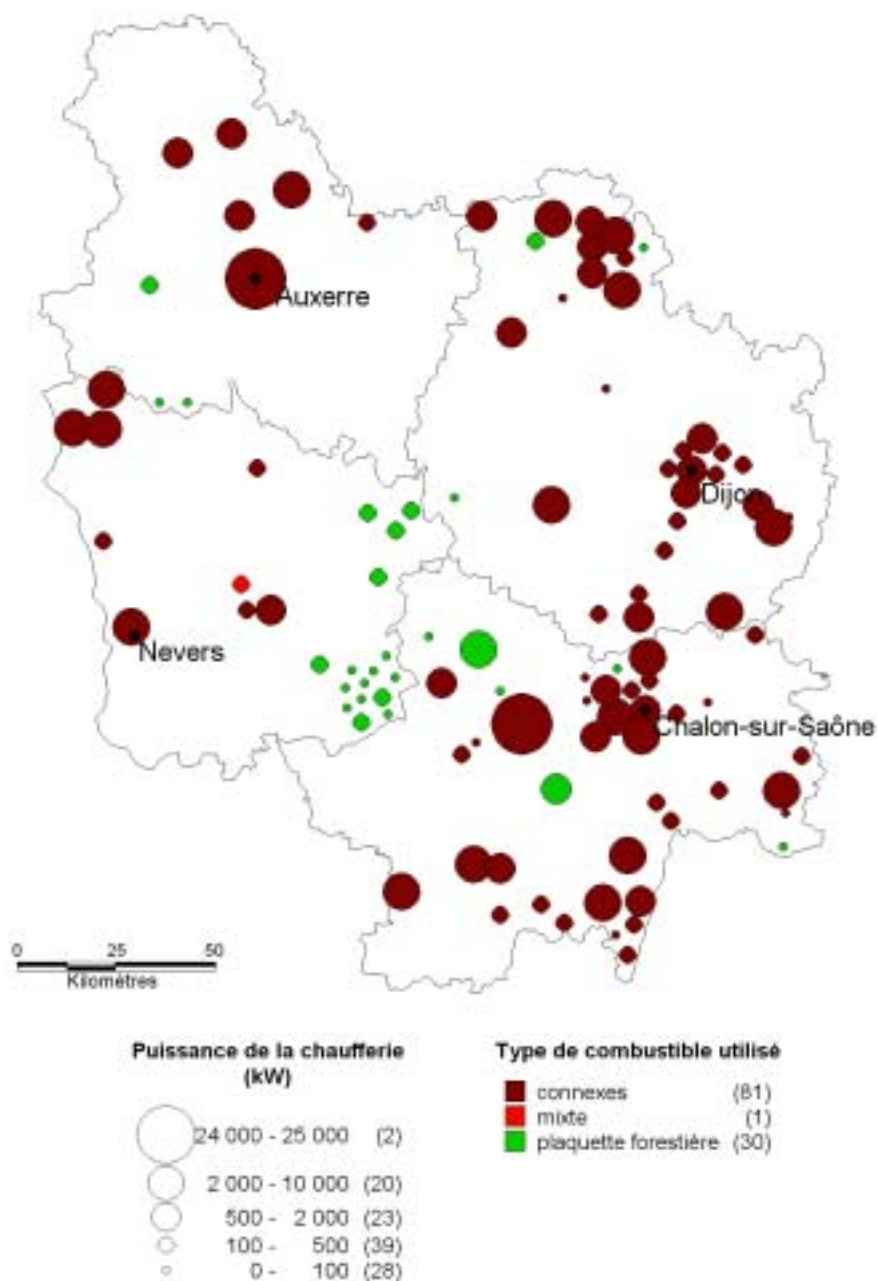 Auxerre
Dijon
Nevers
Chalon-sur-Saône
0 25 50
Kilomètres
Puissance de la chaufferie
(kW)
24 000 - 25 000 (2)
2 000 - 10 000 (20)
500 - 2 000 (23)
100 - 500 (39)
0 - 100 (28)
Type de combustible utilisé
connexes (81)
mixte (1)
plaquette forestière (30)